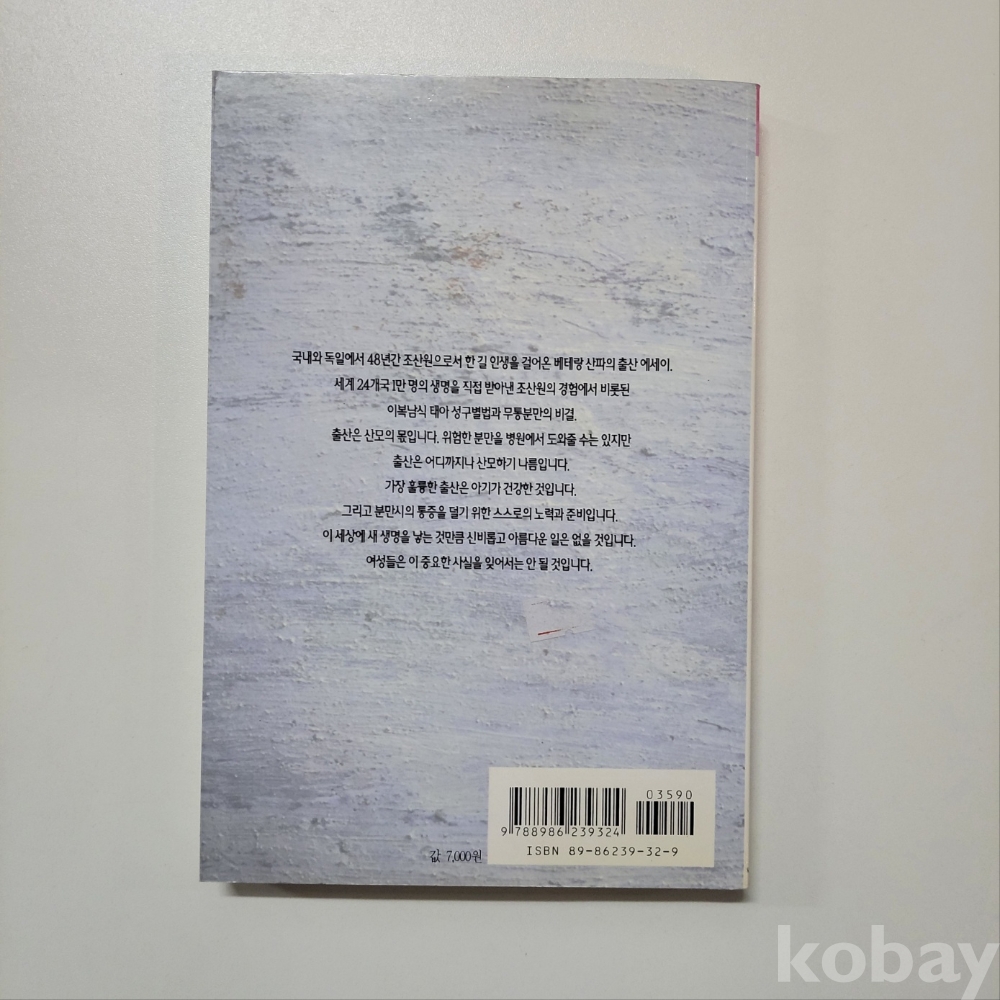 국내와 독일에서 48년간 조산원으로서 한 길 인생을 걸어온 베테랑 산파의 출산 에세이.
세계 24개국 1만 명의 생명을 직접 받아낸 조산원의 경험에서 비롯된
이복남식 태아 성구별법과 무통분만의 비결.
출산은 산모의 몫입니다. 위험한 분만을 병원에서 도와줄 수는 있지만
출산은 어디까지나 산모하기 나름입니다.
가장 훌륭한 출산은 아기가 건강한 것입니다.
그리고 분만시의 통증을 덜기 위한 스스로의 노력과 준비입니다.
이 세상에 새 생명을 낳는 것만큼 신비롭고 아름다운 일은 없을 것입니다.
여성들은 이 중요한 사실을 잊어서는 안 될 것입니다.
03590
9 788986 239324
ISBN 89-86239-32-9
값 7,000원
kobay